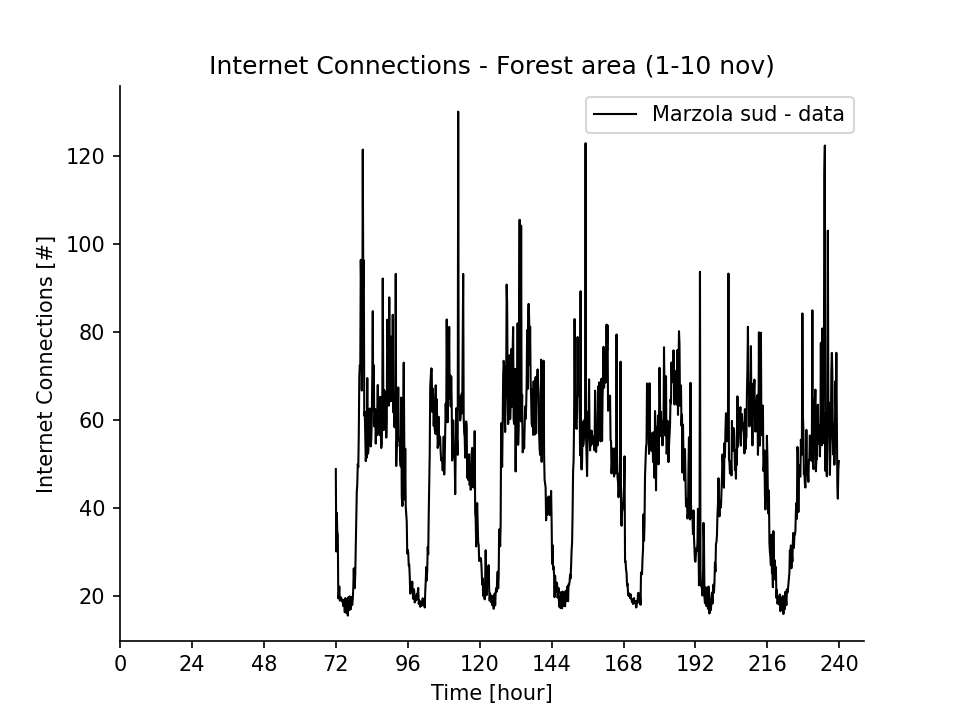 Internet Connections - Forest area (1-10 nov)
Marzola sud - data
Internet Connections [#]
120
100
80
60
40
20
0 24 48 72 96 120 144 168 192 216 240
Time [hour]